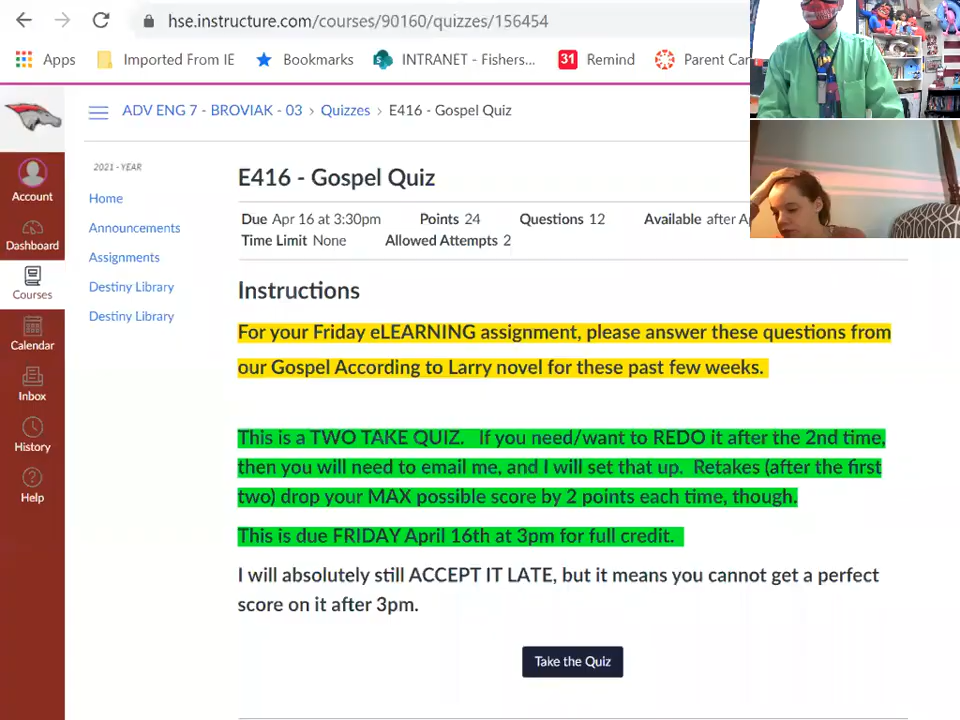 hse.instructure.com/courses/90160/quizzes/156454
Apps Imported From IE Bookmarks INTRANET - Fishers... 31 Remind Parent
ADV ENG 7 - BROVIAK - 03 > Quizzes > E416 - Gospel Quiz
2021 - YEAR
Home
Announcements
Assignments
Destiny Library
Destiny Library
Account
Dashboard
Courses
Calendar
Inbox
History
Help
E416 - Gospel Quiz
Due Apr 16 at 3:30pm Points 24 Questions 12 Available after
Time Limit None Allowed Attempts 2
Instructions
For your Friday eLEARNING assignment, please answer these questions from
our Gospel According to Larry novel for these past few weeks.
This is a TWO TAKE QUIZ. If you need/want to REDO it after the 2nd time,
then you will need to email me, and I will set that up. Retakes (after the first
two) drop your MAX possible score by 2 points each time, though.
This is due FRIDAY April 16th at 3pm for full credit.
I will absolutely still ACCEPT IT LATE, but it means you cannot get a perfect
score on it after 3pm.
Take the Quiz